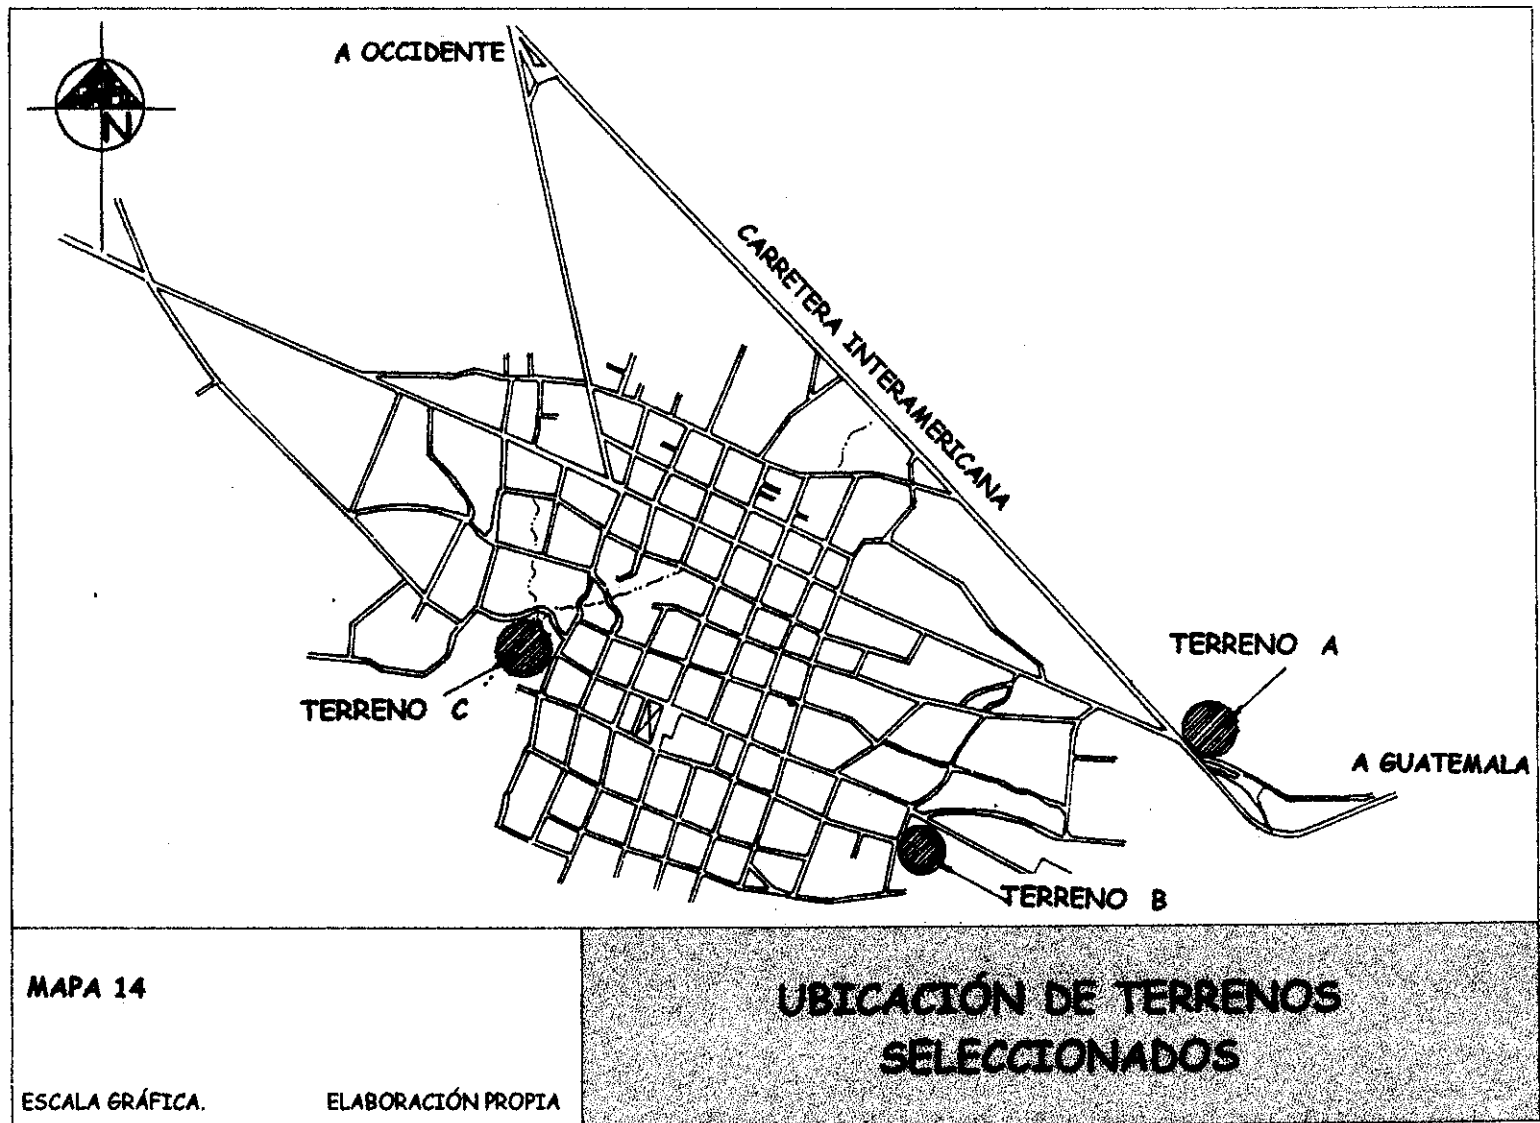 A OCCIDENTE
N
CARRETERA INTERAMERICANA
TERRENO A
TERRENO C
A GUATEMALA
TERRENO B
MAPA 14
UBICACIÓN DE TERRENOS
SELECCIONADOS
ESCALA GRÁFICA.
ELABORACIÓN PROPIA